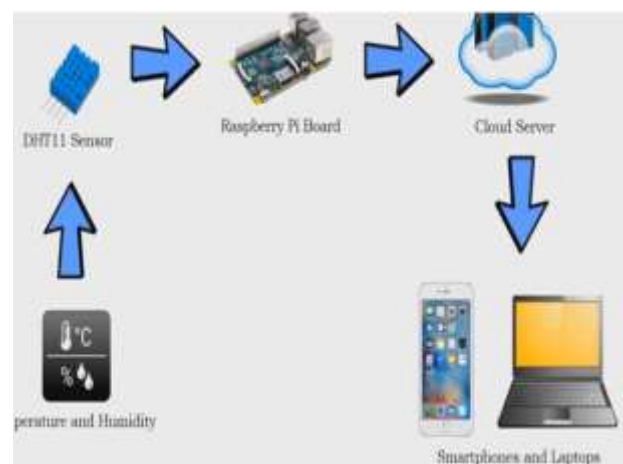 DHT11 Sensor
Raspberry Pi Board
Cloud Server
°C
%
perature and Humidity
Smartphones and Laptops